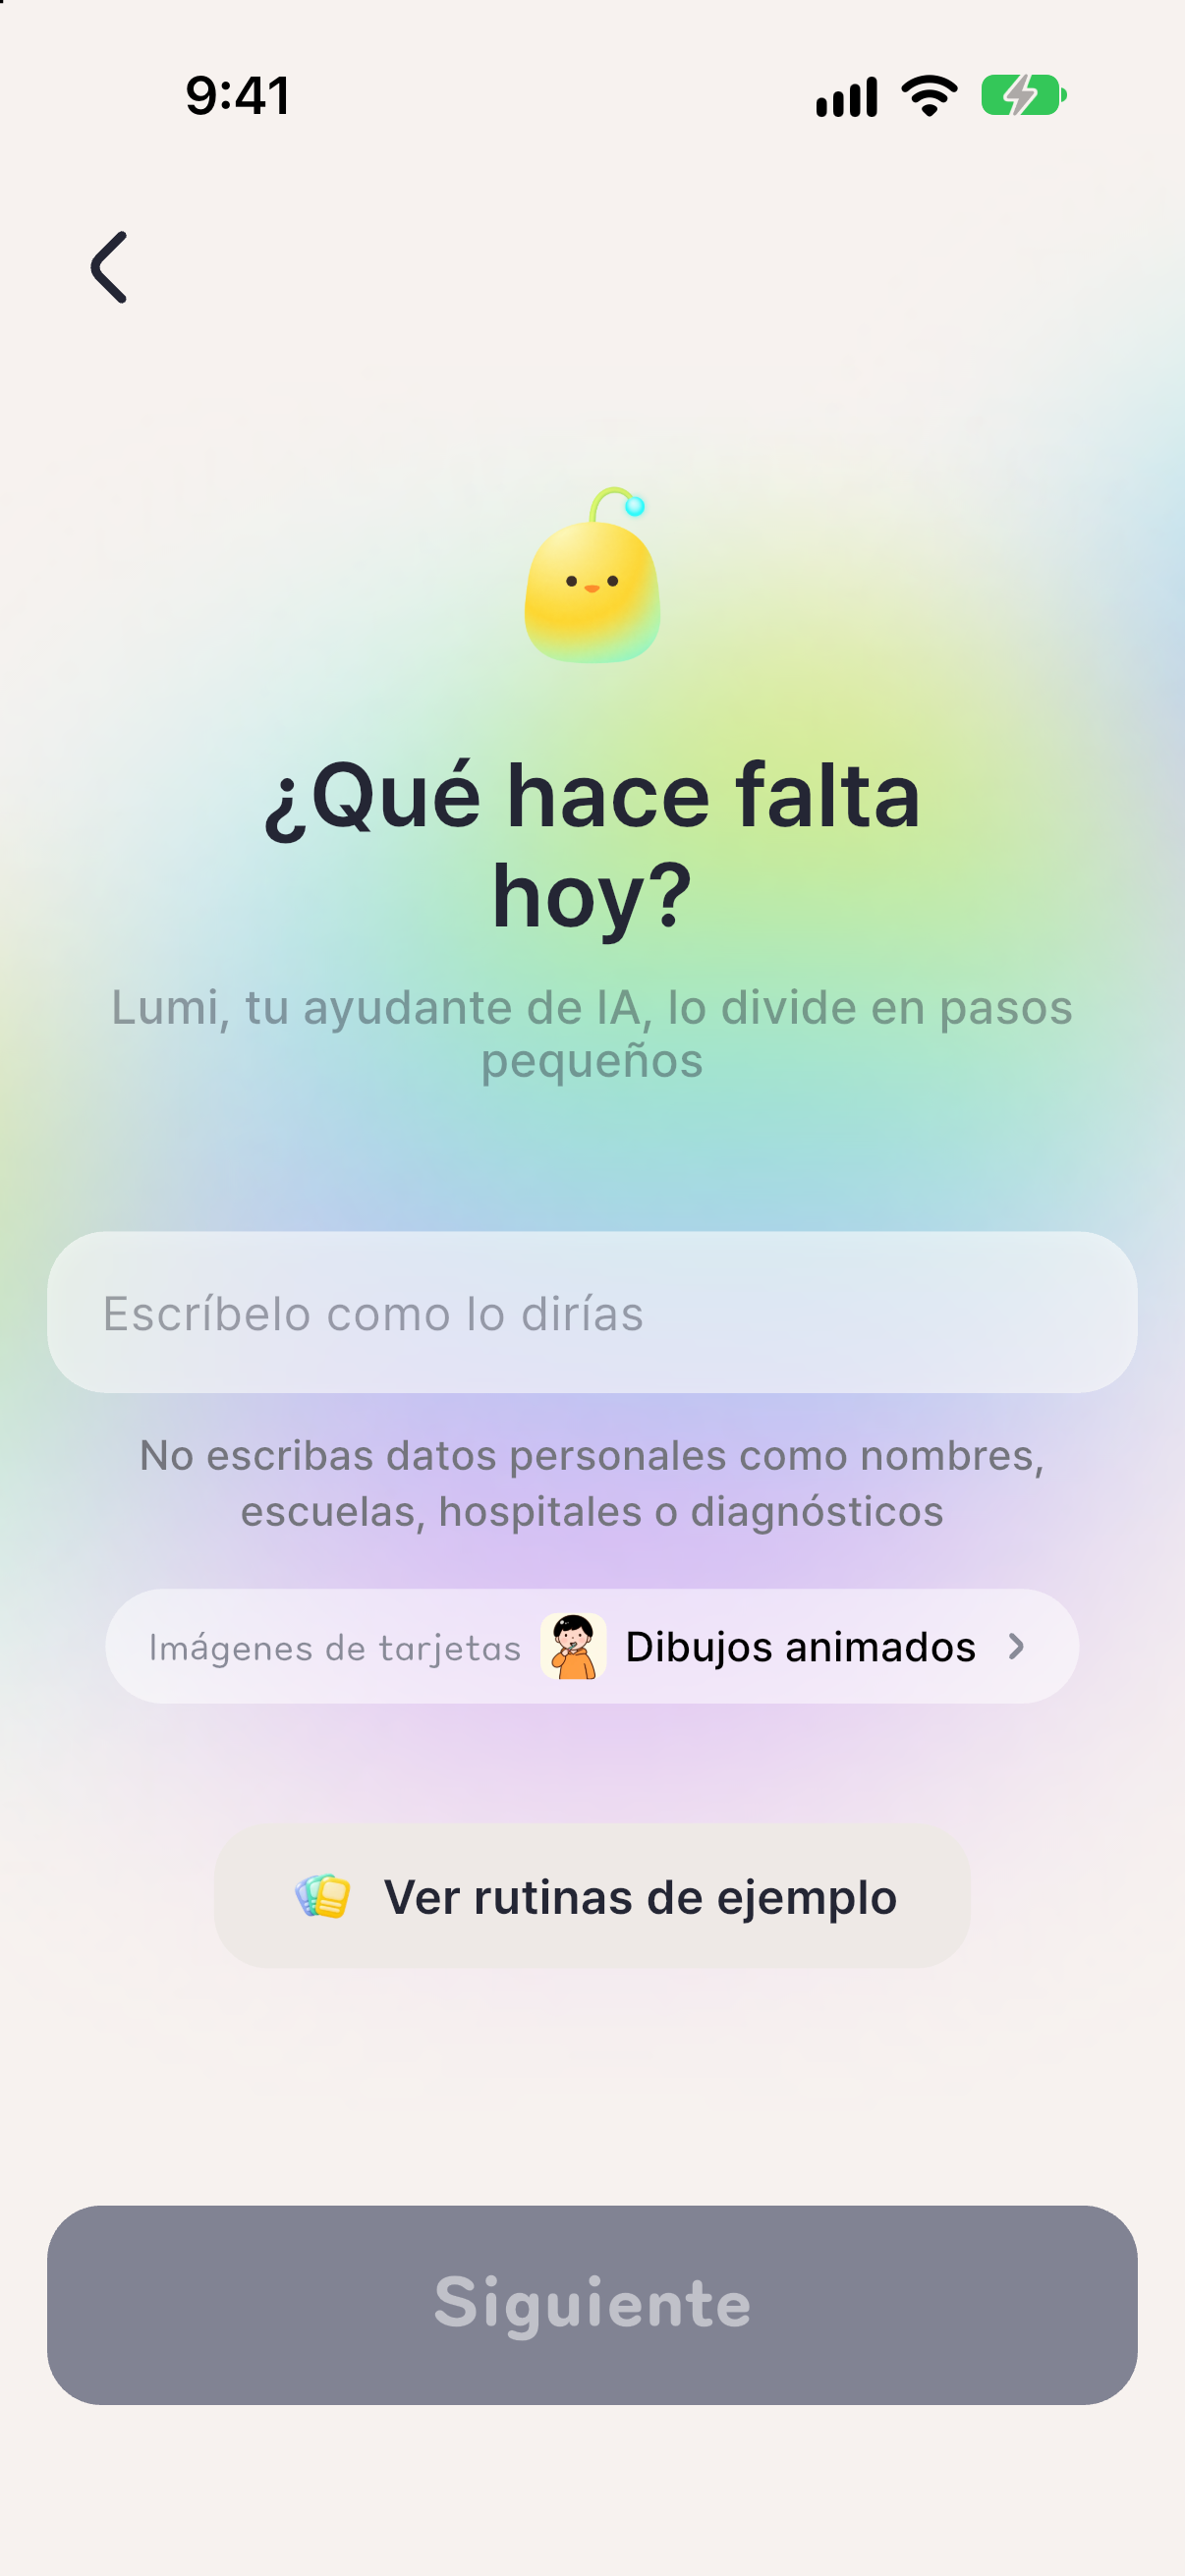 9:41
¿Qué hace falta
hoy?
Lumi, tu ayudante de IA, lo divide en pasos
pequeños
Escríbelo como lo dirías
No escribas datos personales como nombres,
escuelas, hospitales o diagnósticos
Imágenes de tarjetas Dibujos animados
Ver rutinas de ejemplo
Siguiente